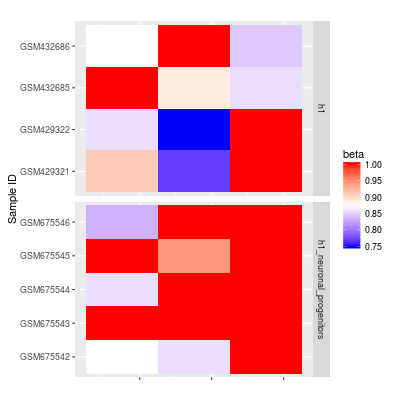 GSM432686
GSM432685
GSM429322
GSM429321
h1
GSM675546
GSM675545
GSM675544
GSM675543
GSM675542
h1_neuronal_progenitors
Sample ID
beta
1.00
0.95
0.90
0.85
0.80
0.75